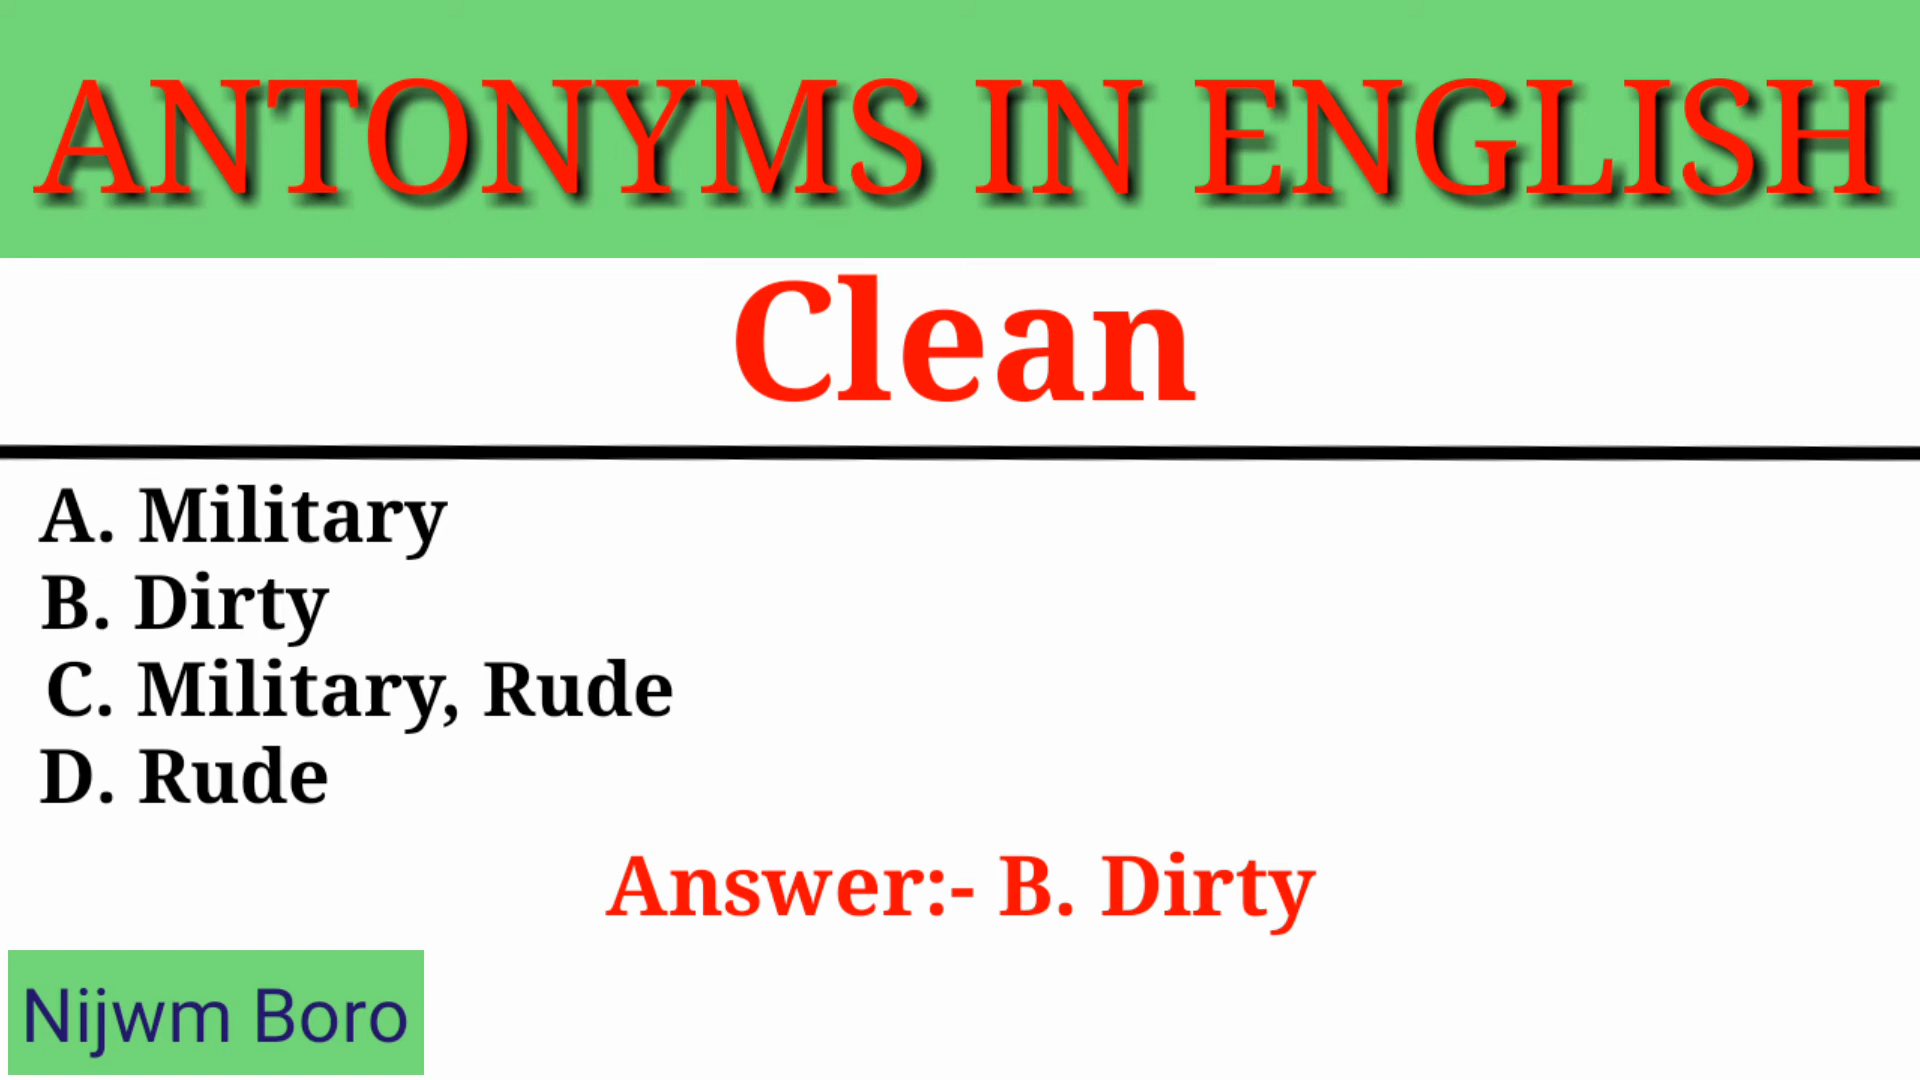 ANTONYMS IN ENGLISH
Clean
A. Military
B. Dirty
C. Military, Rude
D. Rude
Answer:- B. Dirty
Nijwm Boro